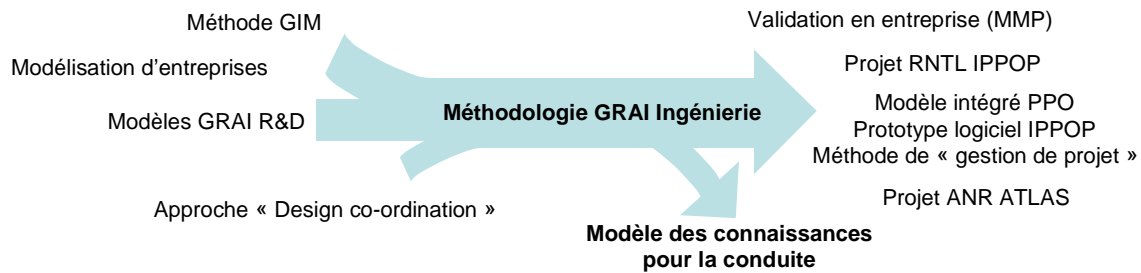 Méthode GIM
Modélisation d'entreprises
Modèles GRAI R&D
Approche « Design co-ordination »
Méthodologie GRAI Ingénierie
Modèle des connaissances
pour la conduite
Validation en entreprise (MMP)
Projet RNTL IPPOP
Modèle intégré PPO
Prototype logiciel IPPOP
Méthode de « gestion de projet »
Projet ANR ATLAS